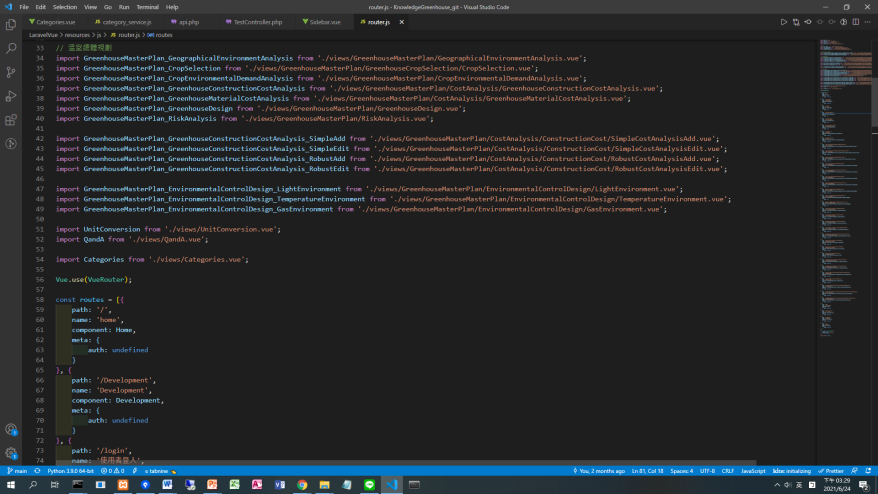 File Edit Selection View Go Run Terminal Help
router.js - KnowledgeGreenhouse_git - Visual Studio Code
Categories.vue
category_service.js
api.php
TestController.php
Sidebar.vue
router.js
LaravelVue > resources > js > router.js > routes
33 // 溫室總體規劃
34 import GreenhouseMasterPlan_GeographicalEnvironmentAnalysis from './views/GreenhouseMasterPlan/GeographicalEnvironmentAnalysis.vue';
35 import GreenhouseMasterPlan_CropSelection from './views/GreenhouseMasterPlan/CropSelection/CropSelection.vue';
36 import GreenhouseMasterPlan_CropEnvironmentalDemandAnalysis from './views/GreenhouseMasterPlan/CropEnvironmentalDemandAnalysis.vue';
37 import GreenhouseMasterPlan_GreenhouseConstructionCostAnalysis from './views/GreenhouseMasterPlan/CostAnalysis/GreenhouseConstructionCostAnalysis.vue';
38 import GreenhouseMasterPlan_GreenhouseMaterialCostAnalysis from './views/GreenhouseMasterPlan/CostAnalysis/GreenhouseMaterialCostAnalysis.vue';
39 import GreenhouseMasterPlan_GreenhouseDesign from './views/GreenhouseMasterPlan/GreenhouseDesign.vue';
40 import GreenhouseMasterPlan_RiskAnalysis from './views/GreenhouseMasterPlan/RiskAnalysis.vue';
41
42 import GreenhouseMasterPlan_GreenhouseConstructionCostAnalysis_SimpleAdd from './views/GreenhouseMasterPlan/CostAnalysis/ConstructionCost/SimpleCostAnalysisAdd.vue';
43 import GreenhouseMasterPlan_GreenhouseConstructionCostAnalysis_SimpleEdit from './views/GreenhouseMasterPlan/CostAnalysis/ConstructionCost/SimpleCostAnalysisEdit.vue';
44 import GreenhouseMasterPlan_GreenhouseConstructionCostAnalysis_RobustAdd from './views/GreenhouseMasterPlan/CostAnalysis/ConstructionCost/RobustCostAnalysisAdd.vue';
45 import GreenhouseMasterPlan_GreenhouseConstructionCostAnalysis_RobustEdit from './views/GreenhouseMasterPlan/CostAnalysis/ConstructionCost/RobustCostAnalysisEdit.vue';
46
47 import GreenhouseMasterPlan_EnvironmentalControlDesign_LightEnvironment from './views/GreenhouseMasterPlan/EnvironmentalControlDesign/LightEnvironment.vue';
48 import GreenhouseMasterPlan_EnvironmentalControlDesign_TemperatureEnvironment from './views/GreenhouseMasterPlan/EnvironmentalControlDesign/TemperatureEnvironment.vue';
49 import GreenhouseMasterPlan_EnvironmentalControlDesign_GasEnvironment from './views/GreenhouseMasterPlan/EnvironmentalControlDesign/GasEnvironment.vue';
50
51 import UnitConversion from './views/UnitConversion.vue';
52 import QandA from './views/QandA.vue';
53
54 import Categories from './views/Categories.vue';
55
56 Vue.use(VueRouter);
57
58 const routes = [{
59 path: '/',
60 name: 'home',
61 component: Home,
62 meta: {
63 auth: undefined
64 }
65 }, {
66 path: '/Development',
67 name: 'Development',
68 component: Development,
69 meta: {
70 auth: undefined
71 }
72 }, {
73 path: '/login',
74 name: '使用者登入',
main
Python 3.9.0 64-bit
0 0
tabnine
You, 2 months ago
Ln 81, Col 18
Spaces: 4
UTF-8
CRLF
JavaScript
kite: initializing
Prettier
英
下午 03:29
2021/6/24
2